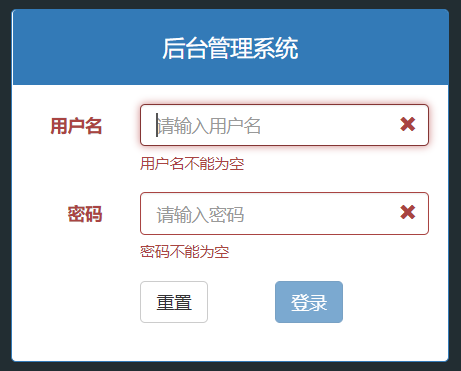 后台管理系统
用户名
请输入用户名
用户名不能为空
密码
请输入密码
密码不能为空
重置 登录